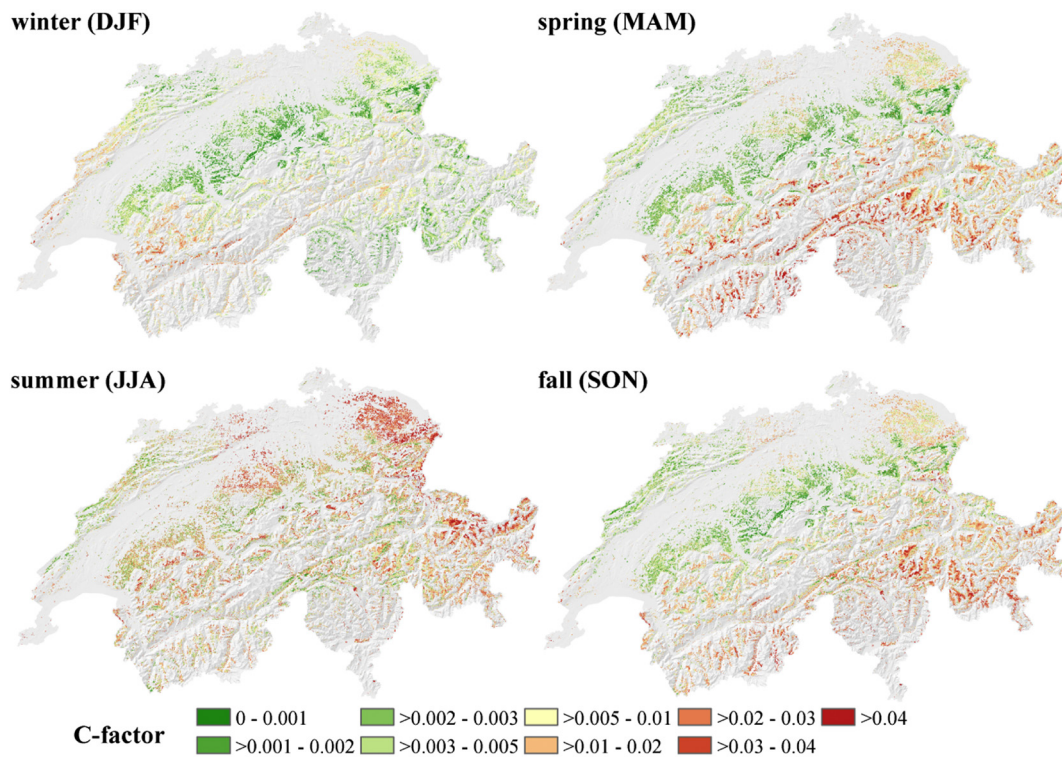 winter (DJF)
spring (MAM)
summer (JJA)
fall (SON)
C-factor
0 - 0.001
>0.002 - 0.003
>0.005 - 0.01
>0.02 - 0.03
>0.04
>0.001 - 0.002
>0.003 - 0.005
>0.01 - 0.02
>0.03 - 0.04